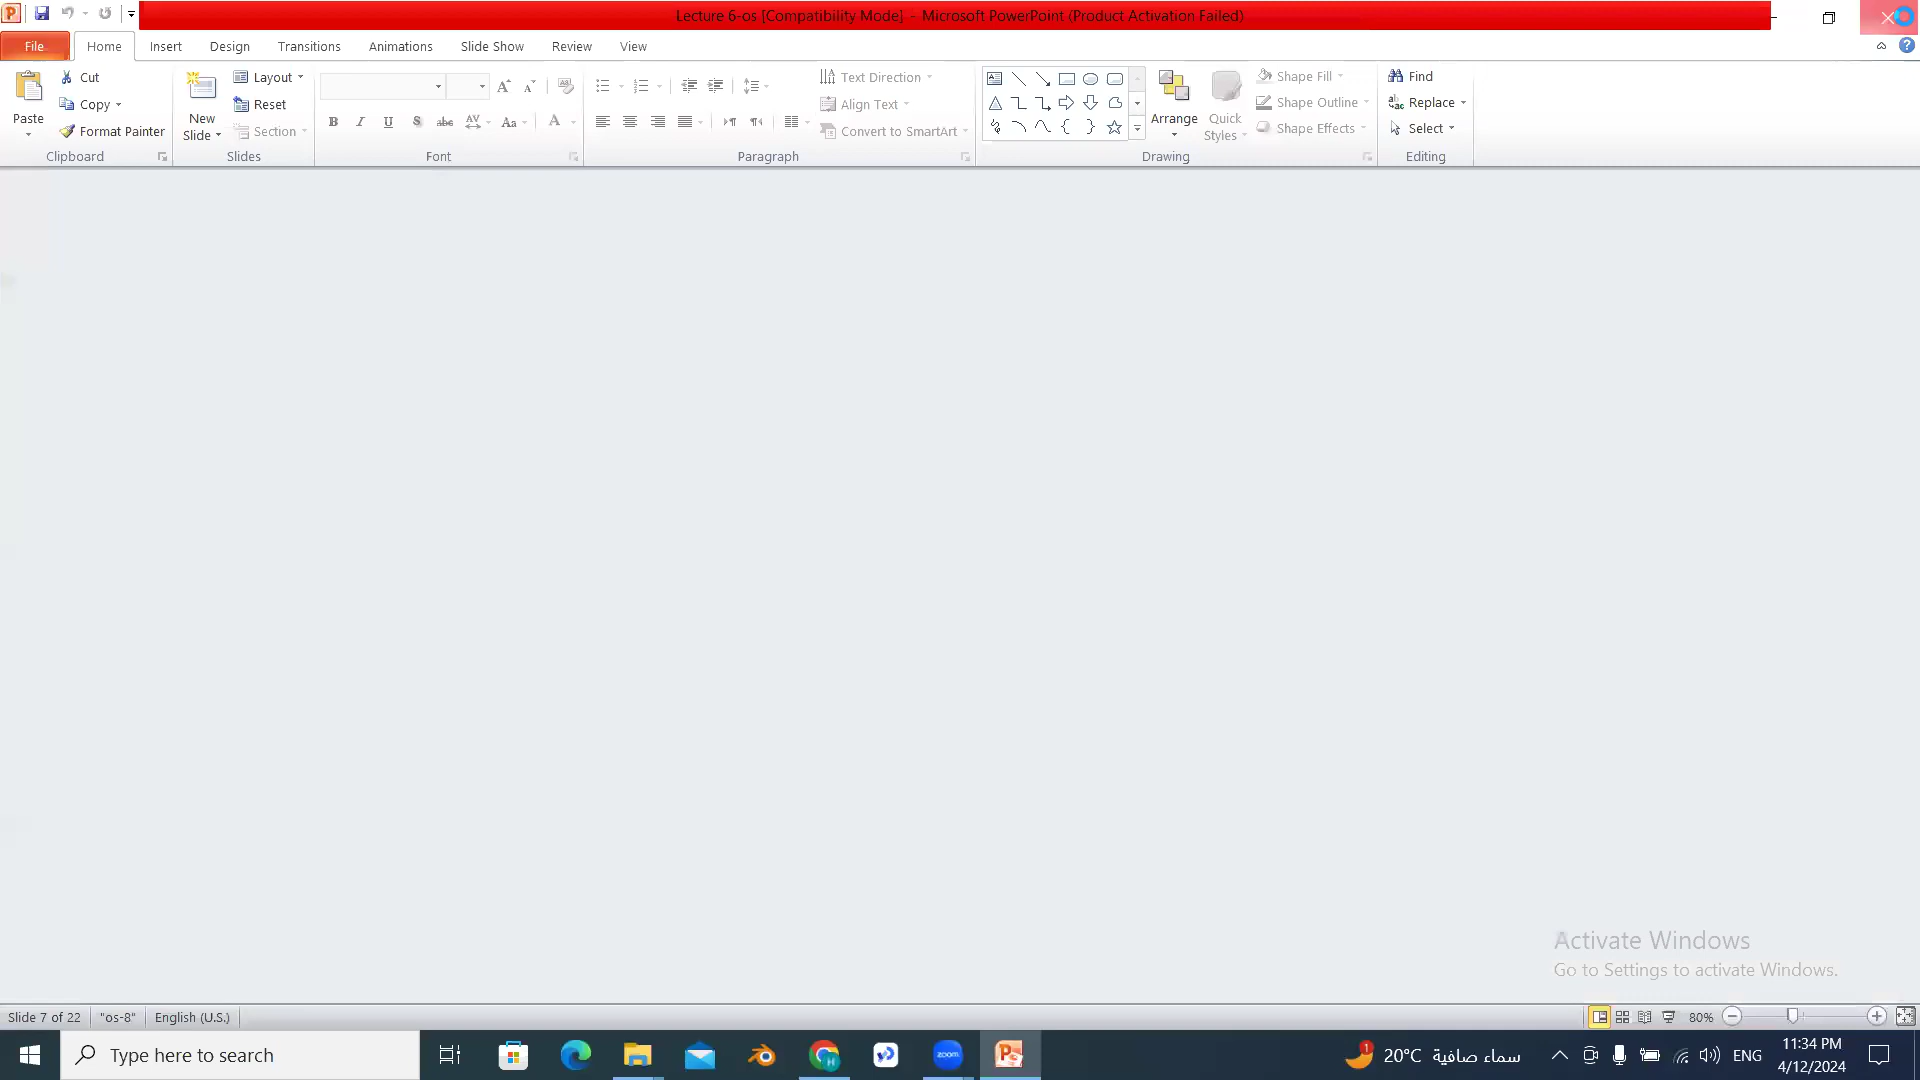 Lecture 6-os [Compatibility Mode] - Microsoft PowerPoint (Product Activation Failed)
File Home Insert Design Transitions Animations Slide Show Review View
Paste
Cut
Copy
Format Painter
Clipboard
New
Slide
Layout
Reset
Section
Slides
Font
Text Direction
Align Text
Convert to SmartArt
Paragraph
Arrange
Quick
Styles
Shape Fill
Shape Outline
Shape Effects
Drawing
Find
Replace
Select
Editing
Activate Windows
Go to Settings to activate Windows.
Slide 7 of 22 "os-8" English (U.S.) 80%
Type here to search
zoom
1
20°C سماء صافية
ENG
11:34 PM
4/12/2024